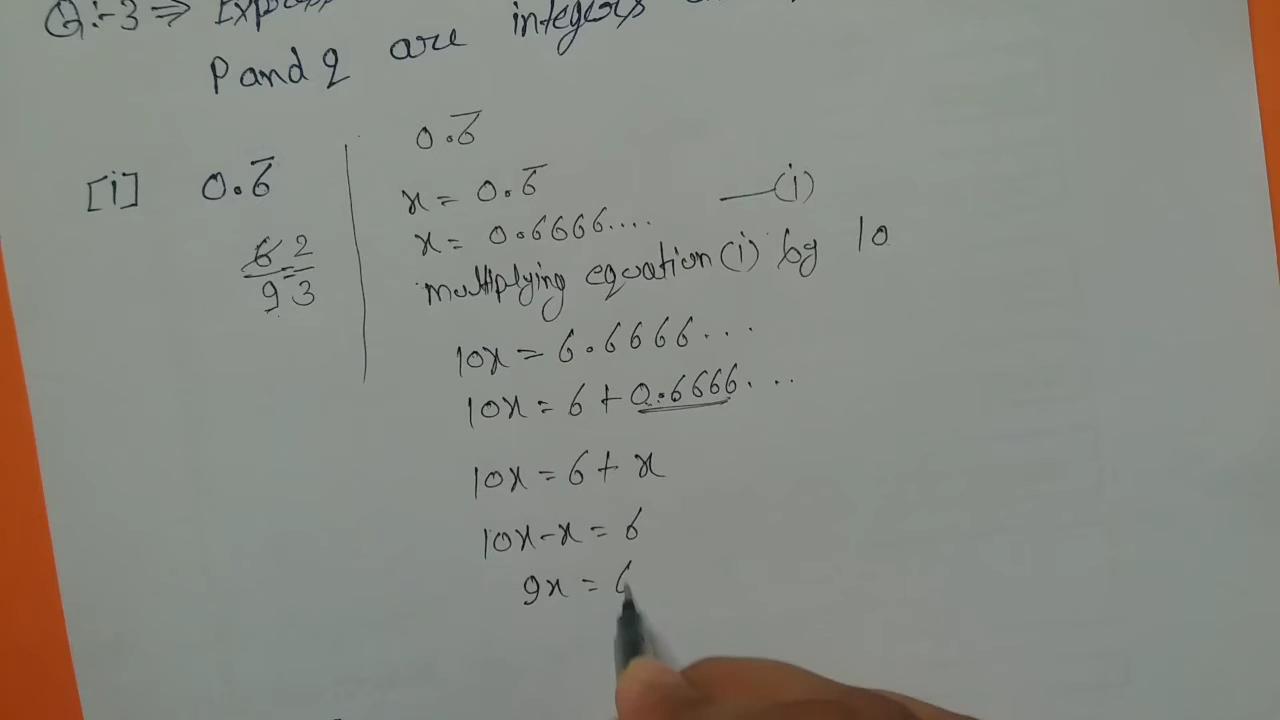 Q:-3⇒ Express
P and q are integers
[i] 0.6̅
6̶ 2
— = —
9 3
0.6̅
x = 0.6̅
x = 0.6666.... —(i)
multiplying equation (i) by 10
10x = 6.6666...
10x = 6 + 0.6666...
10x = 6 + x
10x - x = 6
9x = 6